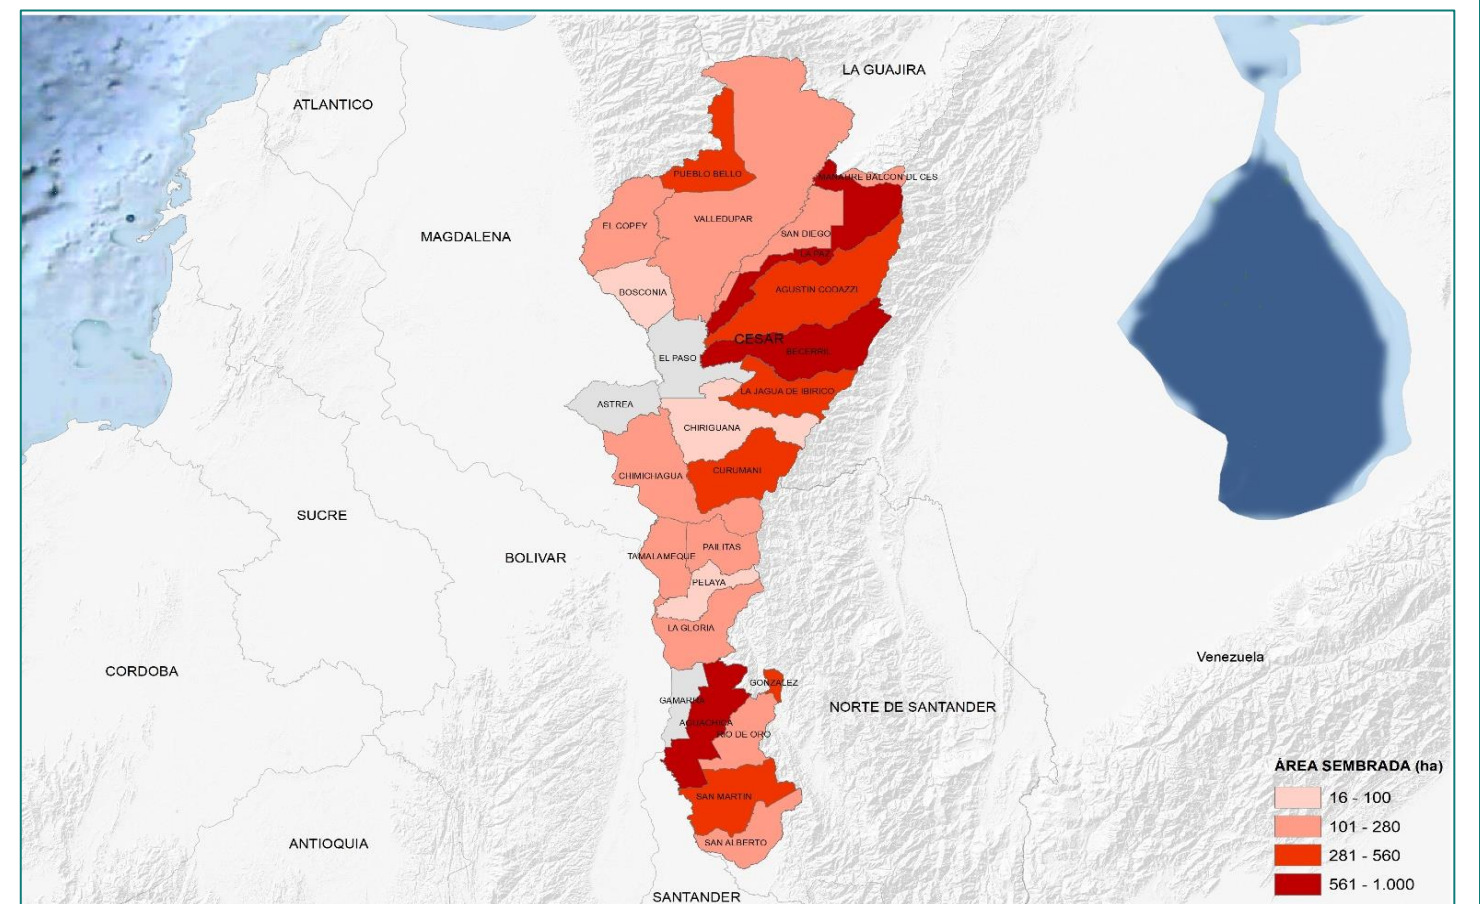 LA GUAJIRA
ATLANTICO
PUEBLO BELLO
MANAURE BALCON DL CES
VALLEDUPAR
EL COPEY
SAN DIEGO
MAGDALENA
LA PAZ
AGUSTIN CODAZZI
BOSCONIA
CESAR
BECERRIL
EL PASO
LA JAGUA DE IBIRICO
ASTREA
CHIRIGUANA
CURUMANI
CHIMICHAGUA
SUCRE
PAILITAS
TAMALAMEQUE
BOLIVAR
PELAYA
LA GLORIA
Venezuela
CORDOBA
GONZALEZ
GAMARRA
NORTE DE SANTANDER
AGUACHICA
RIO DE ORO
ÁREA SEMBRADA (ha)
16 - 100
SAN MARTIN
101 - 280
SAN ALBERTO
ANTIOQUIA
281 - 560
561 - 1.000
SANTANDER